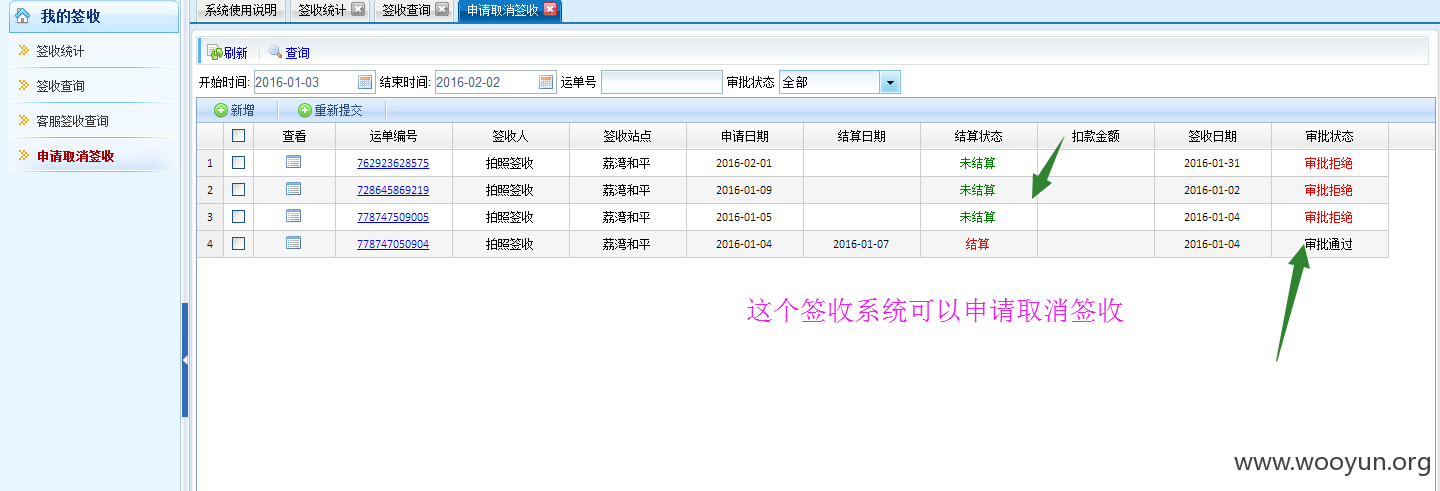 我的签收
签收统计
签收查询
客服签收查询
申请取消签收
系统使用说明 签收统计 签收查询 申请取消签收
刷新 查询
开始时间: 2016-01-03 结束时间: 2016-02-02 运单号 审批状态 全部
新增 重新提交
查看 运单编号 签收人 签收站点 申请日期 结算日期 结算状态 扣款金额 签收日期 审批状态
1 762923628575 拍照签收 荔湾和平 2016-02-01 未结算 2016-01-31 审批拒绝
2 728645869219 拍照签收 荔湾和平 2016-01-09 未结算 2016-01-02 审批拒绝
3 778747509005 拍照签收 荔湾和平 2016-01-05 未结算 2016-01-04 审批拒绝
4 778747050904 拍照签收 荔湾和平 2016-01-04 2016-01-07 结算 2016-01-04 审批通过
这个签收系统可以申请取消签收
www.wooyun.org